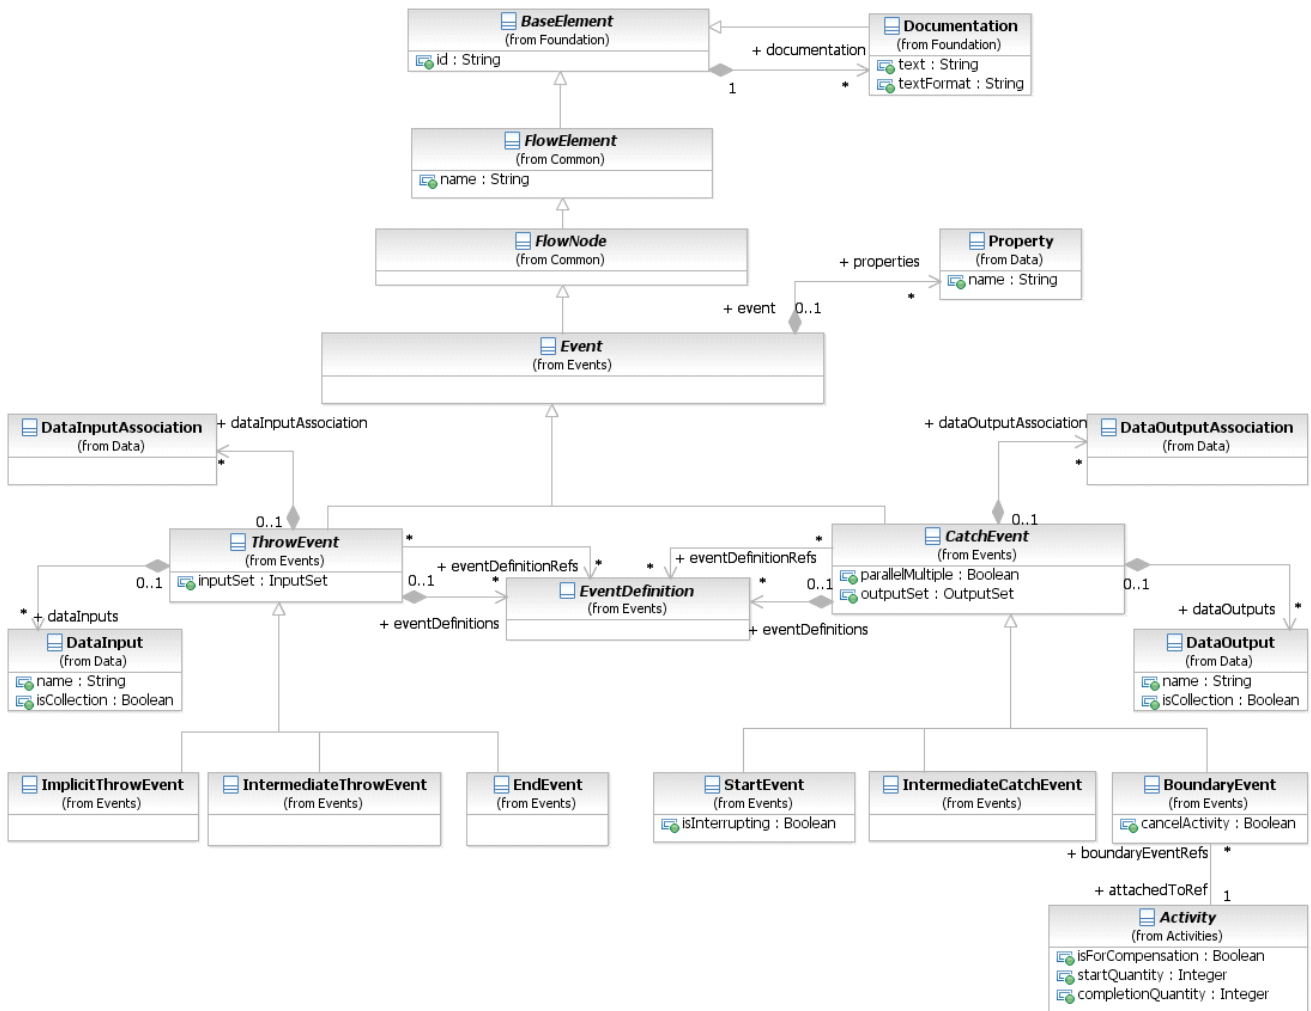 BaseElement
(from Foundation)
id : String
Documentation
(from Foundation)
text : String
textFormat : String
+ documentation
1
*
FlowElement
(from Common)
name : String
FlowNode
(from Common)
Property
(from Data)
name : String
+ properties
*
+ event
0..1
Event
(from Events)
DataInputAssociation
(from Data)
+ dataInputAssociation
*
0..1
+ dataOutputAssociation
*
0..1
DataOutputAssociation
(from Data)
ThrowEvent
(from Events)
inputSet : InputSet
*
*
+ eventDefinitionRefs
0..1
*
+ eventDefinitions
EventDefinition
(from Events)
*
*
+ eventDefinitionRefs
*
0..1
+ eventDefinitions
CatchEvent
(from Events)
parallelMultiple : Boolean
outputSet : OutputSet
0..1
* + dataInputs
DataInput
(from Data)
name : String
isCollection : Boolean
0..1
+ dataOutputs
*
DataOutput
(from Data)
name : String
isCollection : Boolean
ImplicitThrowEvent
(from Events)
IntermediateThrowEvent
(from Events)
EndEvent
(from Events)
StartEvent
(from Events)
isInterrupting : Boolean
IntermediateCatchEvent
(from Events)
BoundaryEvent
(from Events)
cancelActivity : Boolean
+ boundaryEventRefs
*
+ attachedToRef
1
Activity
(from Activities)
isForCompensation : Boolean
startQuantity : Integer
completionQuantity : Integer